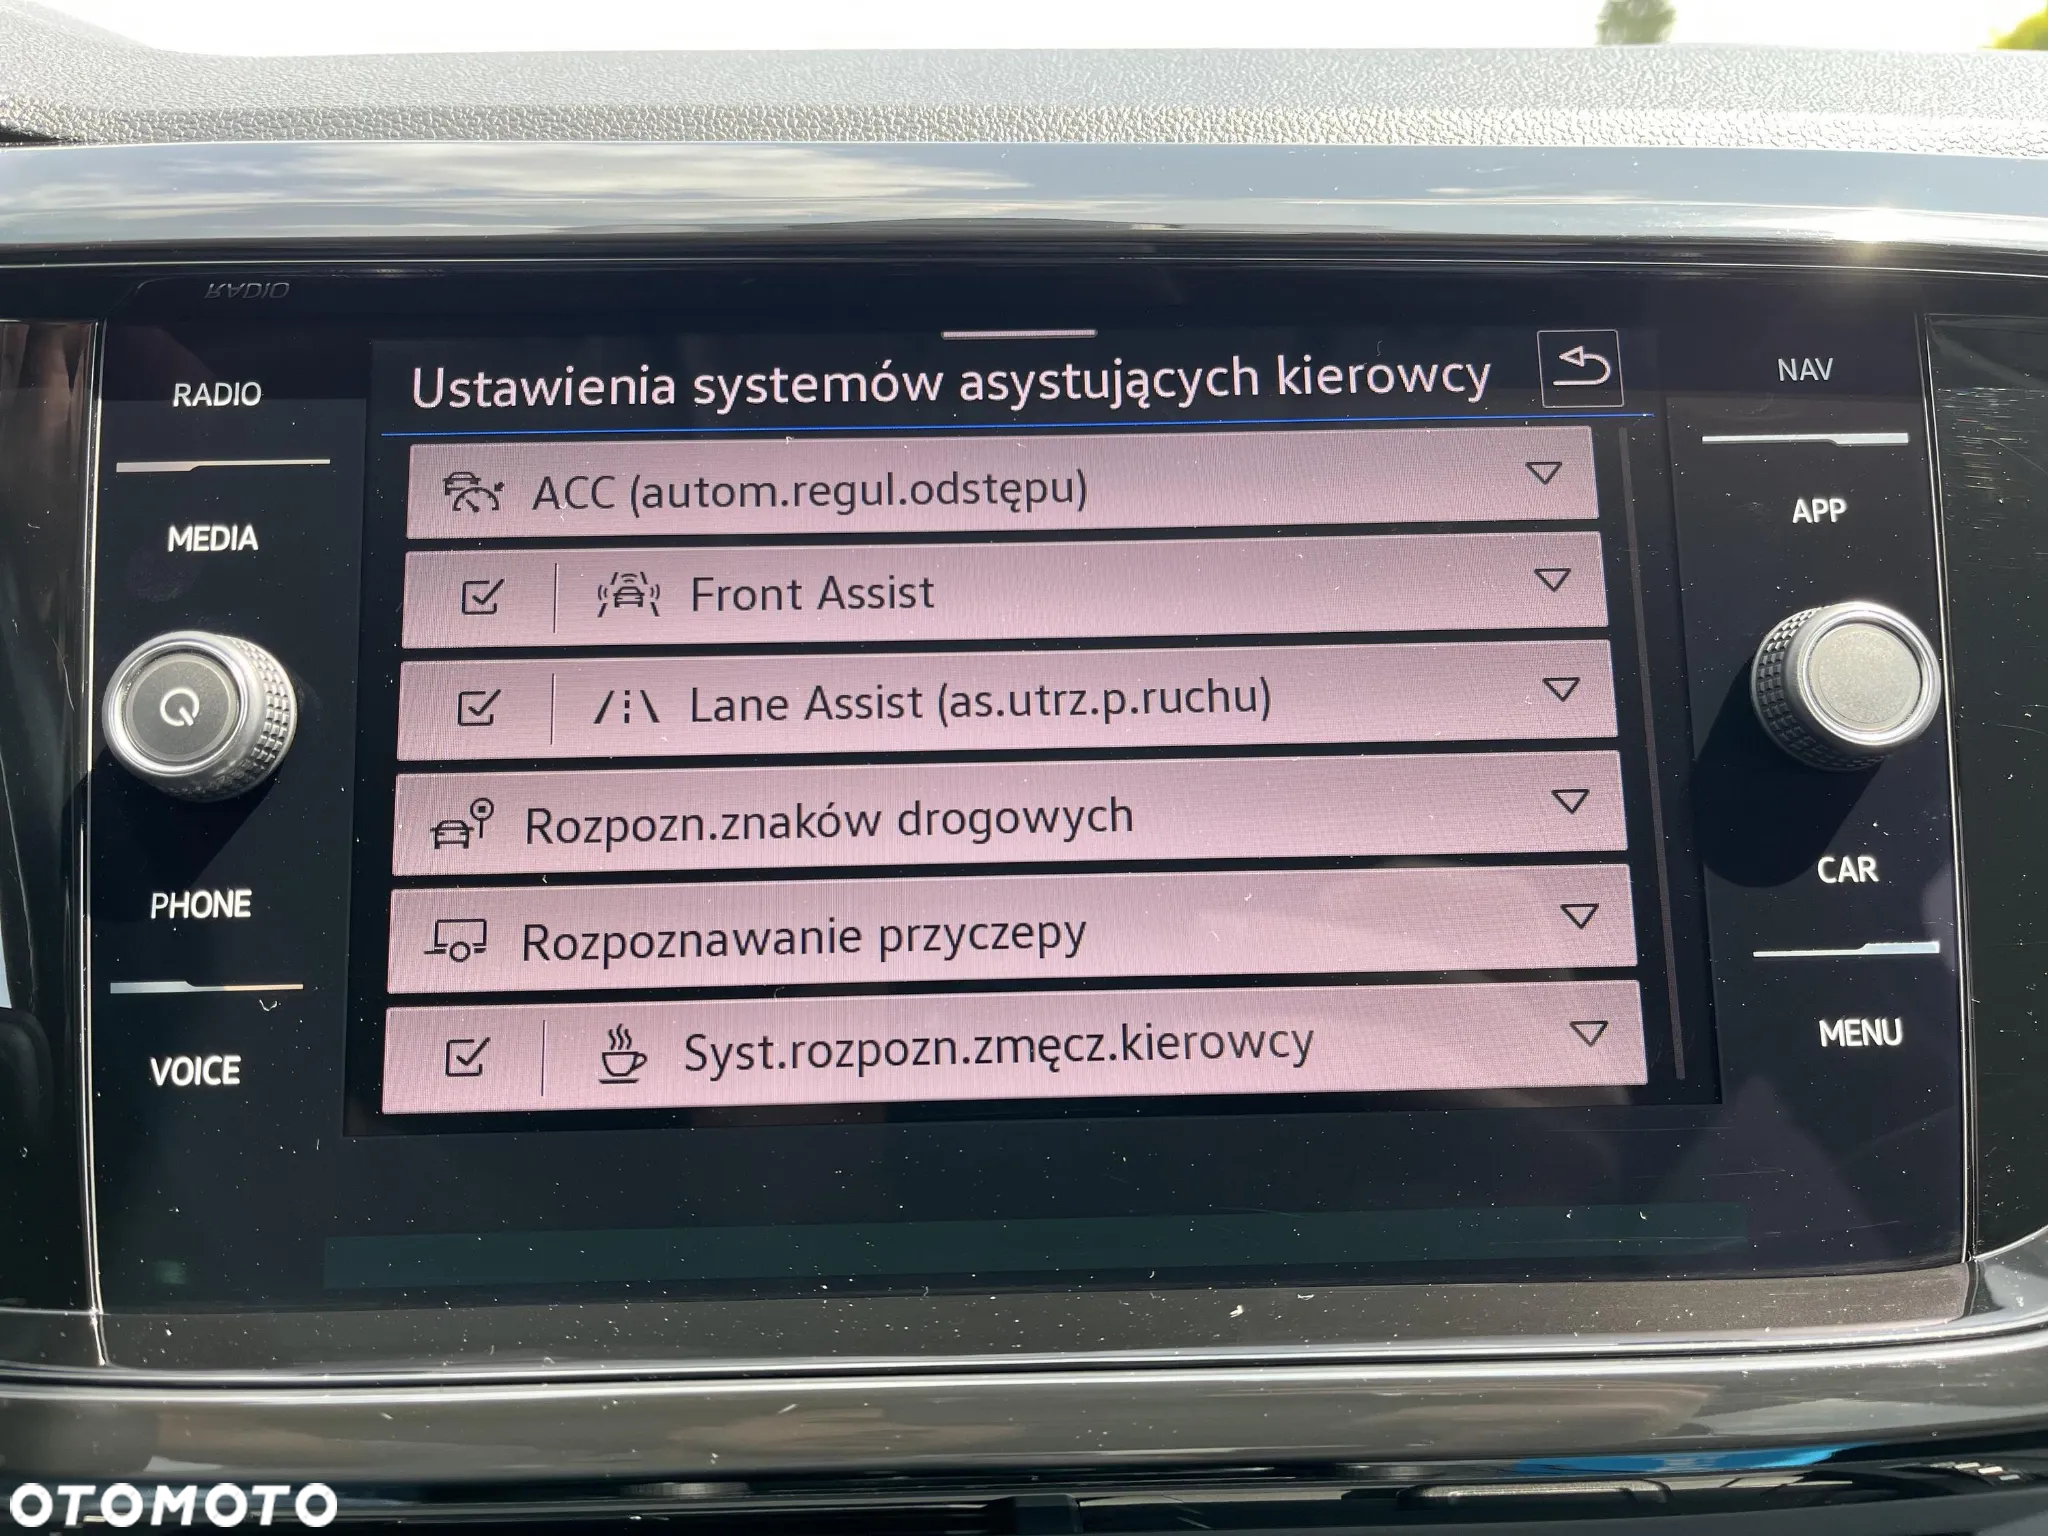 RADIO
RADIO
MEDIA
PHONE
VOICE
Ustawienia systemów asystujących kierowcy
ACC (autom.regul.odstępu)
Front Assist
Lane Assist (as.utrz.p.ruchu)
Rozpozn.znaków drogowych
Rozpoznawanie przyczepy
Syst.rozpozn.zmęcz.kierowcy
NAV
APP
CAR
MENU
OTOMOTO